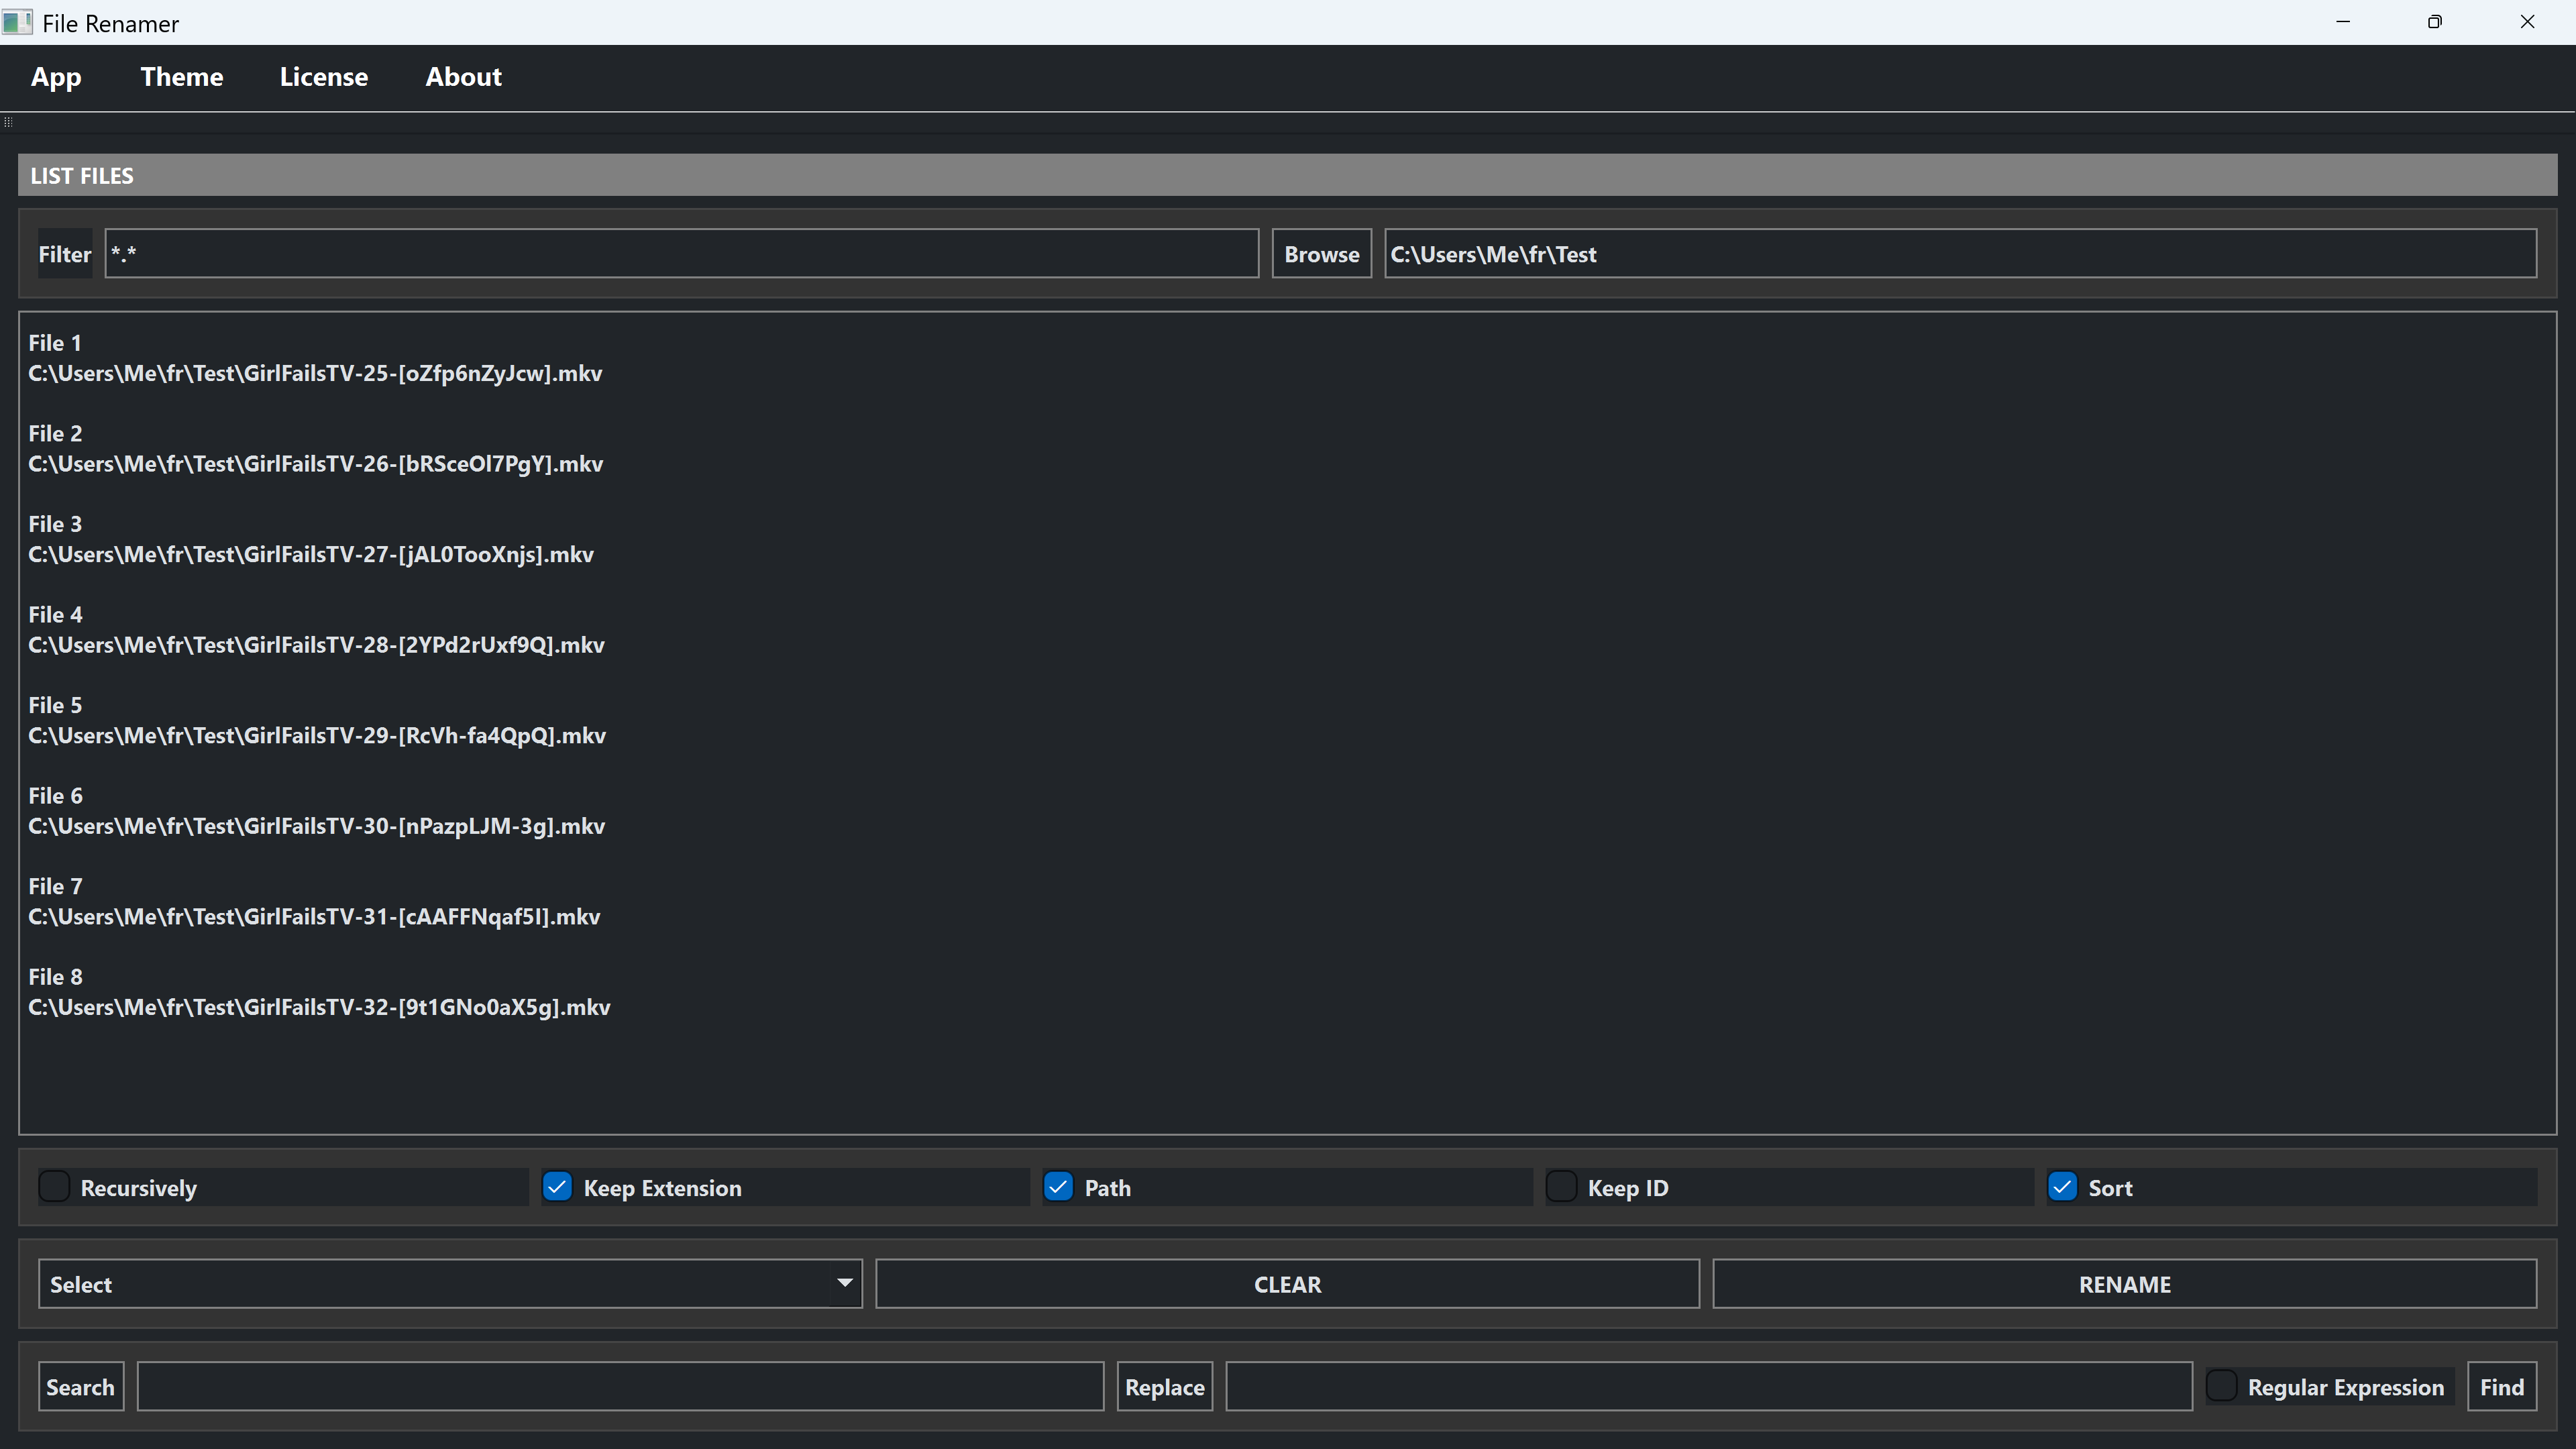 File Renamer
App Theme License About
LIST FILES
Filter *.* Browse C:\Users\Me\fr\Test
File 1
C:\Users\Me\fr\Test\GirlFailsTV-25-[oZfp6nZyJcw].mkv
File 2
C:\Users\Me\fr\Test\GirlFailsTV-26-[bRSceOl7PgY].mkv
File 3
C:\Users\Me\fr\Test\GirlFailsTV-27-[jAL0TooXnjs].mkv
File 4
C:\Users\Me\fr\Test\GirlFailsTV-28-[2YPd2rUxf9Q].mkv
File 5
C:\Users\Me\fr\Test\GirlFailsTV-29-[RcVh-fa4QpQ].mkv
File 6
C:\Users\Me\fr\Test\GirlFailsTV-30-[nPazpLJM-3g].mkv
File 7
C:\Users\Me\fr\Test\GirlFailsTV-31-[cAAFFNqaf5I].mkv
File 8
C:\Users\Me\fr\Test\GirlFailsTV-32-[9t1GNo0aX5g].mkv
Recursively Keep Extension Path Keep ID Sort
Select CLEAR RENAME
Search Replace Regular Expression Find